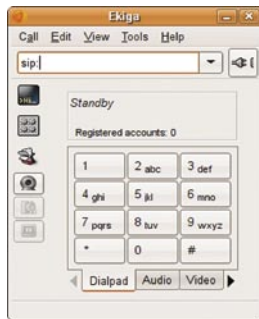 Ekiga
Call Edit View Tools Help
sip:
Standby
Registered accounts: 0
1 2 abc 3 def
4 ghi 5 jkl 6 mno
7 pqrs 8 tuv 9 wxyz
* 0 #
Dialpad Audio Video